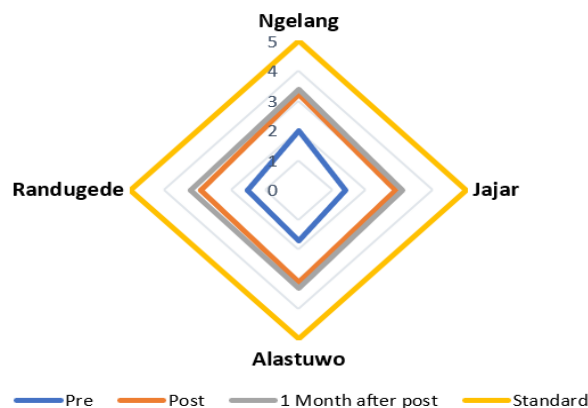 Ngelang
5
4
3
2
1
0
Randugede
Jajar
Alastuwo
Pre
Post
1 Month after post
Standard